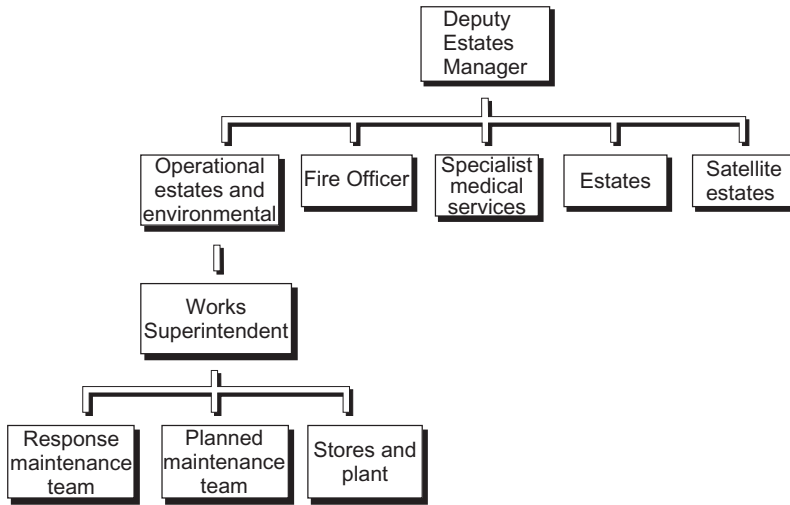 Deputy
Estates
Manager
Operational
estates and
environmental
Fire Officer
Specialist
medical
services
Estates
Satellite
estates
Works
Superintendent
Response
maintenance
team
Planned
maintenance
team
Stores and
plant